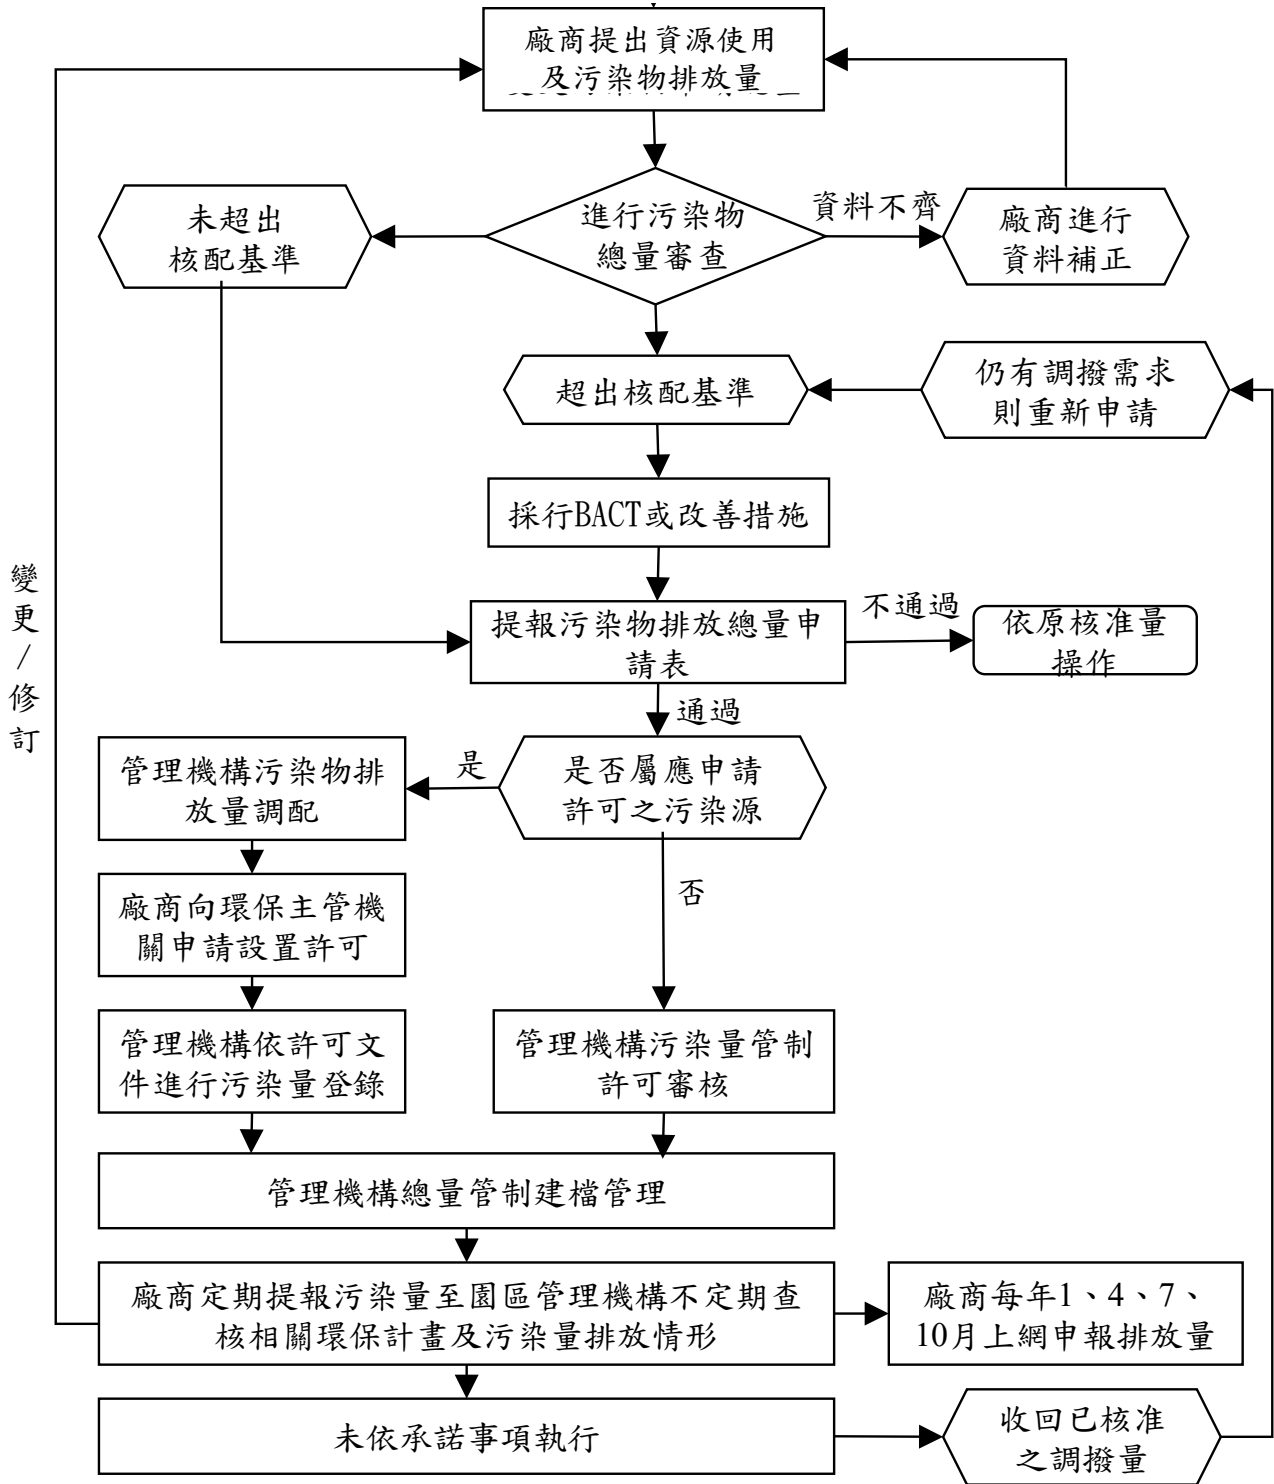 廠商提出資源使用
及污染物排放量
進行污染物
總量審查
資料不齊
廠商進行
資料補正
未超出
核配基準
超出核配基準
仍有調撥需求
則重新申請
採行BACT或改善措施
提報污染物排放總量申
請表
不通過
依原核准量
操作
通過
變
更
/
修
訂
是否屬應申請
許可之污染源
是
管理機構污染物排
放量調配
否
廠商向環保主管機
關申請設置許可
管理機構依許可文
件進行污染量登錄
管理機構污染量管制
許可審核
管理機構總量管制建檔管理
廠商定期提報污染量至園區管理機構不定期查
核相關環保計畫及污染量排放情形
廠商每年1、4、7、
10月上網申報排放量
未依承諾事項執行
收回已核准
之調撥量